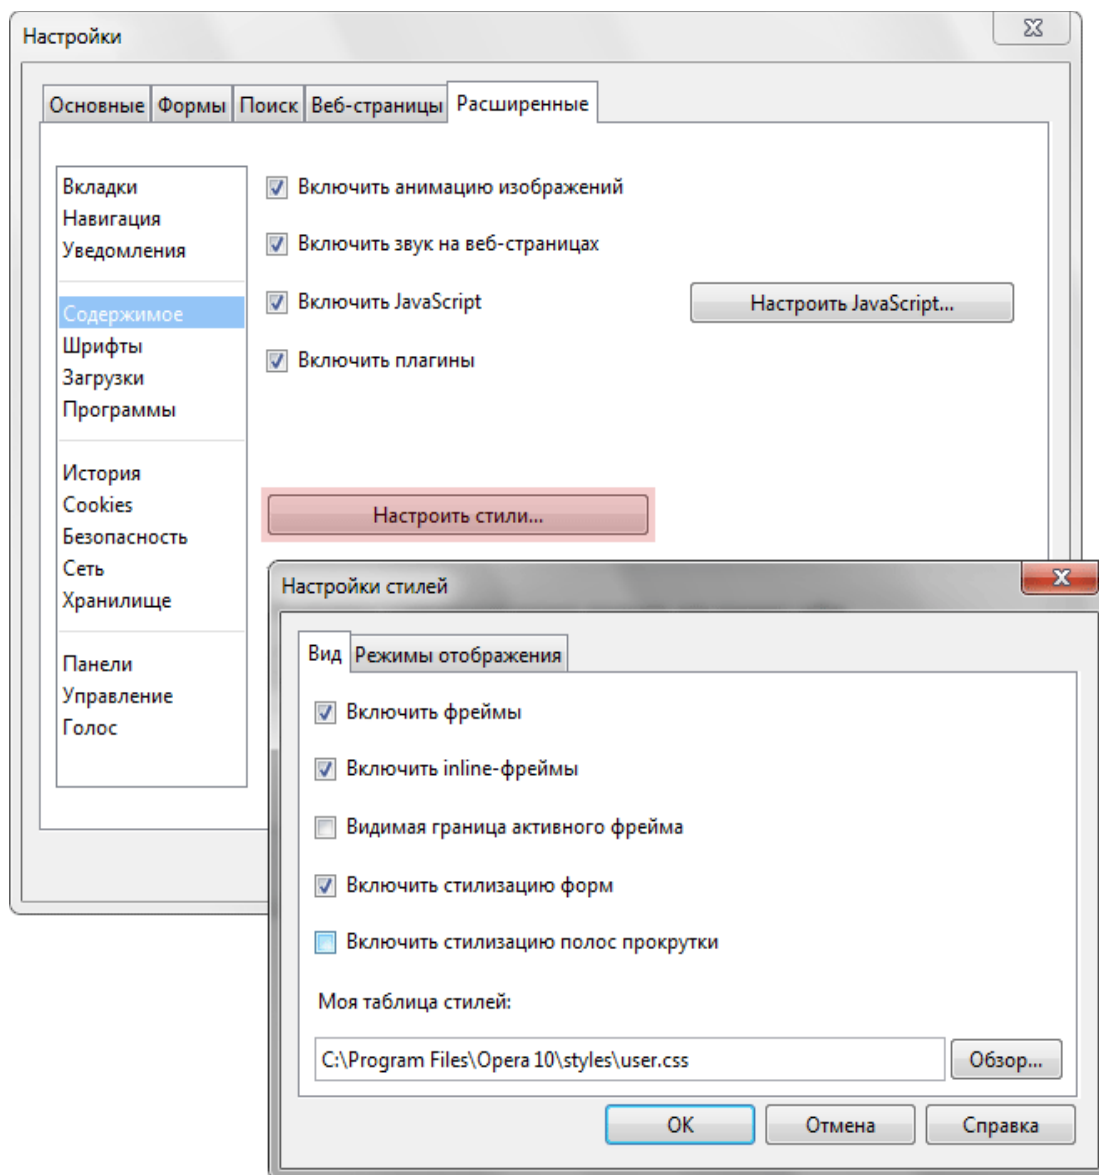 Настройки
Основные Формы Поиск Веб-страницы Расширенные
Вкладки
Навигация
Уведомления
Содержимое
Шрифты
Загрузки
Программы
История
Cookies
Безопасность
Сеть
Хранилище
Панели
Управление
Голос
Включить анимацию изображений
Включить звук на веб-страницах
Включить JavaScript
Настроить JavaScript...
Включить плагины
Настроить стили...
Настройки стилей
Вид Режимы отображения
Включить фреймы
Включить inline-фреймы
Видимая граница активного фрейма
Включить стилизацию форм
Включить стилизацию полос прокрутки
Моя таблица стилей:
C:\Program Files\Opera 10\styles\user.css
Обзор...
OK Отмена Справка